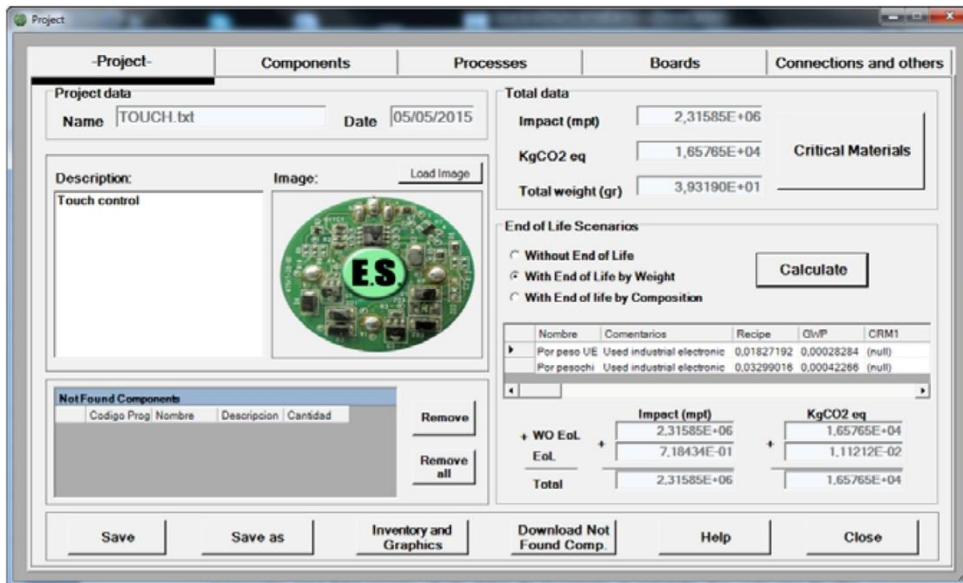 Project
-Project-
Components
Processes
Boards
Connections and others
Project data
Name TOUCH.txt Date 05/05/2015
Description:
Touch control
Image:
Load Image
E.S.
Not Found Components
Codigo Prog Nombre Descripcion Cantidad
Remove
Remove
all
Total data
Impact (mpt) 2,31585E+06
KgCO2 eq 1,65765E+04
Total weight (gr) 3,93190E+01
Critical Materials
End of Life Scenarios
Without End of Life
With End of Life by Weight
With End of life by Composition
Calculate
Nombre Comentarios Recipe GWP CRM1
Por peso UE Used industrial electronic 0,01827192 0,00028284 (null)
Por pesochi Used industrial electronic 0,03299016 0,00042266 (null)
Impact (mpt) KgCO2 eq
+ WO EoL + 2,31585E+06 + 1,65765E+04
EoL 7,18434E-01 1,11212E-02
Total 2,31585E+06 1,65765E+04
Save
Save as
Inventory and
Graphics
Download Not
Found Comp.
Help
Close